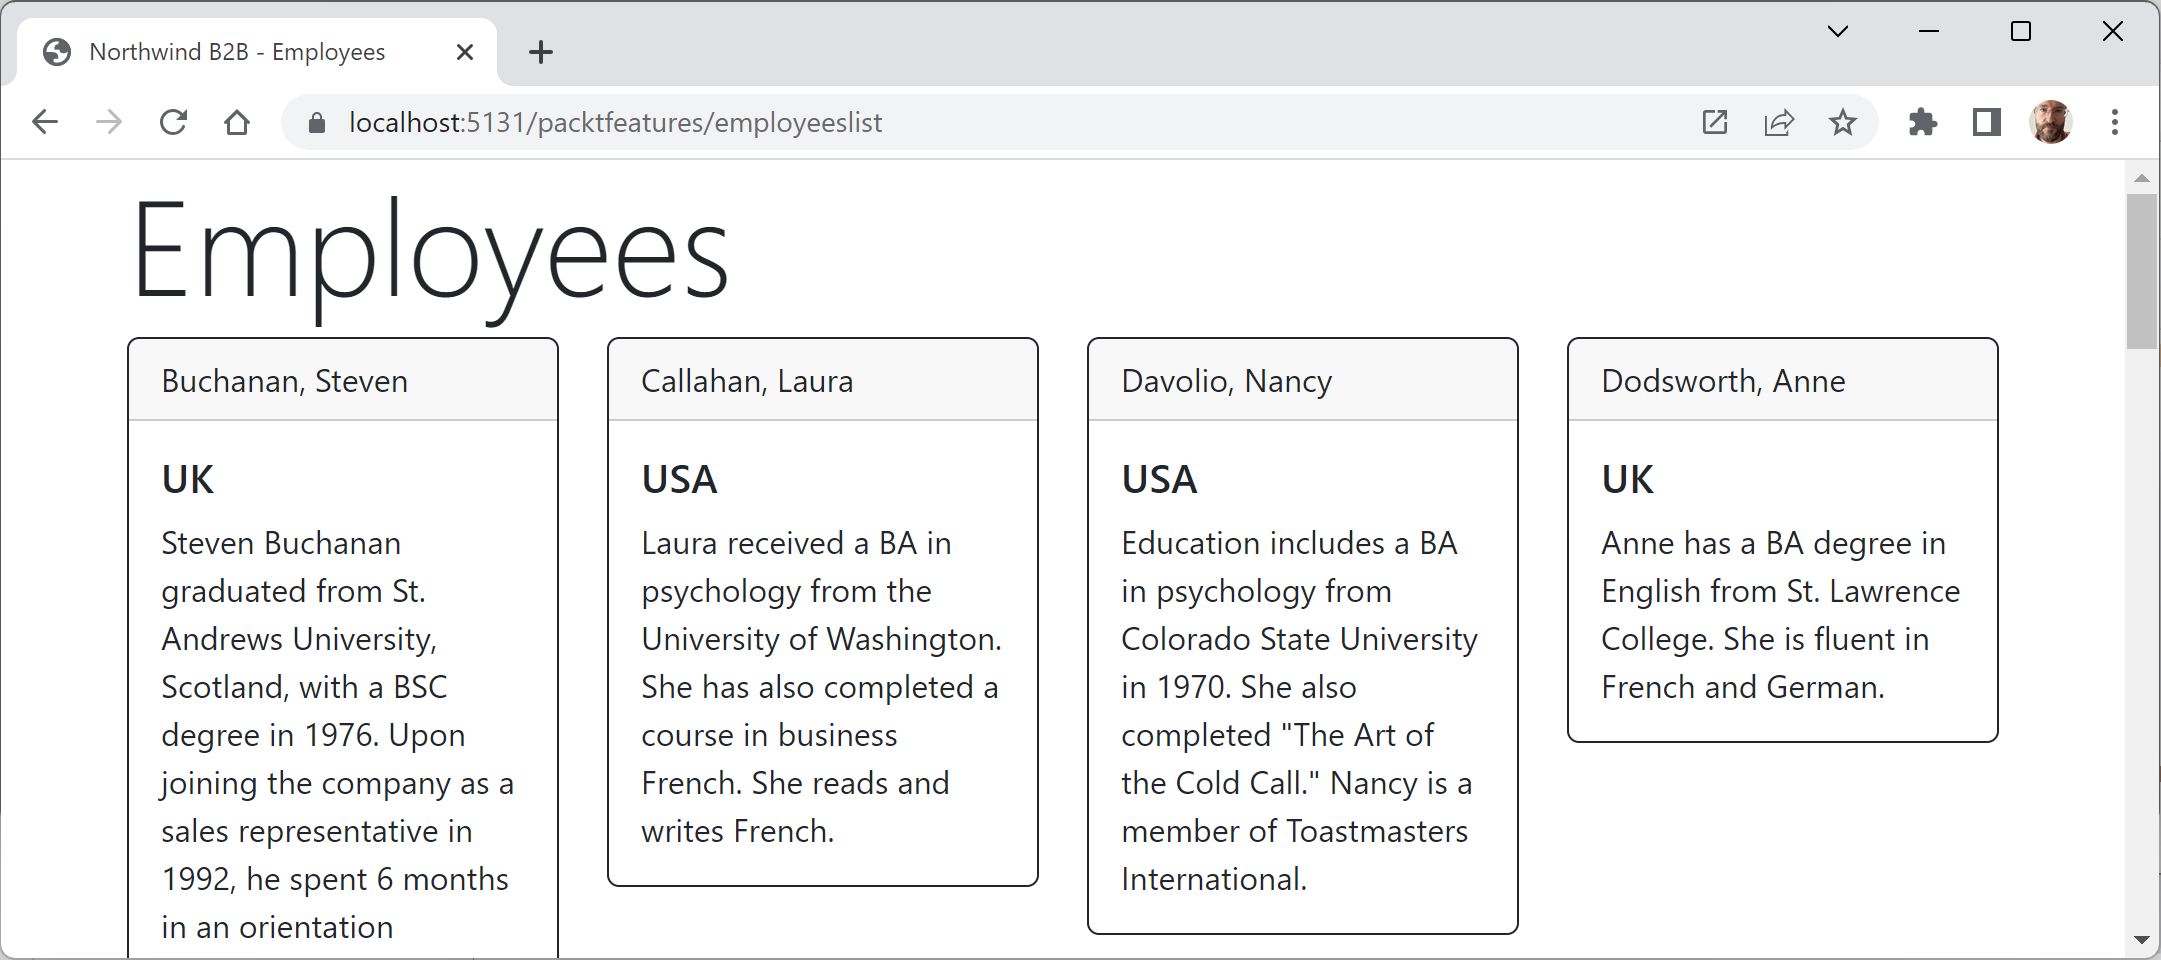 Northwind B2B - Employees
localhost:5131/packtfeatures/employeeslist
Employees
Buchanan, Steven
UK
Steven Buchanan
graduated from St.
Andrews University,
Scotland, with a BSC
degree in 1976. Upon
joining the company as a
sales representative in
1992, he spent 6 months
in an orientation
Callahan, Laura
USA
Laura received a BA in
psychology from the
University of Washington.
She has also completed a
course in business
French. She reads and
writes French.
Davolio, Nancy
USA
Education includes a BA
in psychology from
Colorado State University
in 1970. She also
completed "The Art of
the Cold Call." Nancy is a
member of Toastmasters
International.
Dodsworth, Anne
UK
Anne has a BA degree in
English from St. Lawrence
College. She is fluent in
French and German.